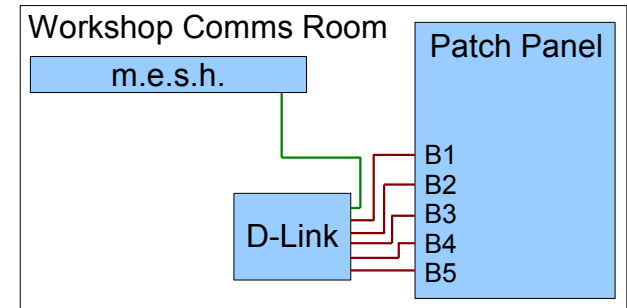 Workshop Comms Room
Patch Panel
m.e.s.h.
B1
B2
B3
D-Link
B4
B5